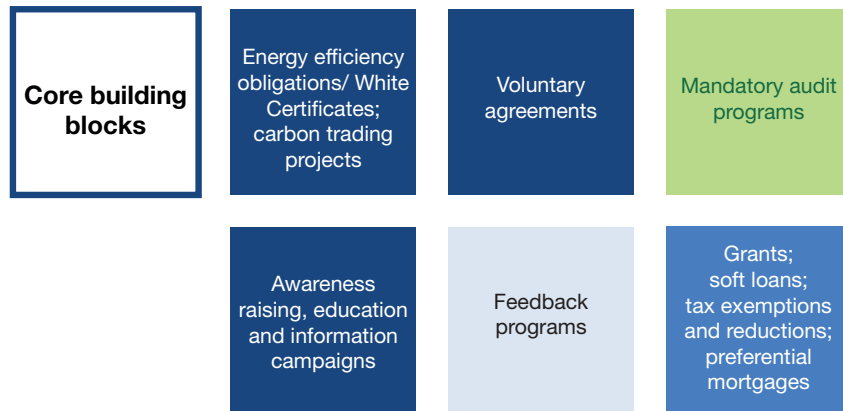 Core building
blocks
Energy efficiency
obligations/ White
Certificates;
carbon trading
projects
Voluntary
agreements
Mandatory audit
programs
Awareness
raising, education
and information
campaigns
Feedback
programs
Grants;
soft loans;
tax exemptions
and reductions;
preferential
mortgages